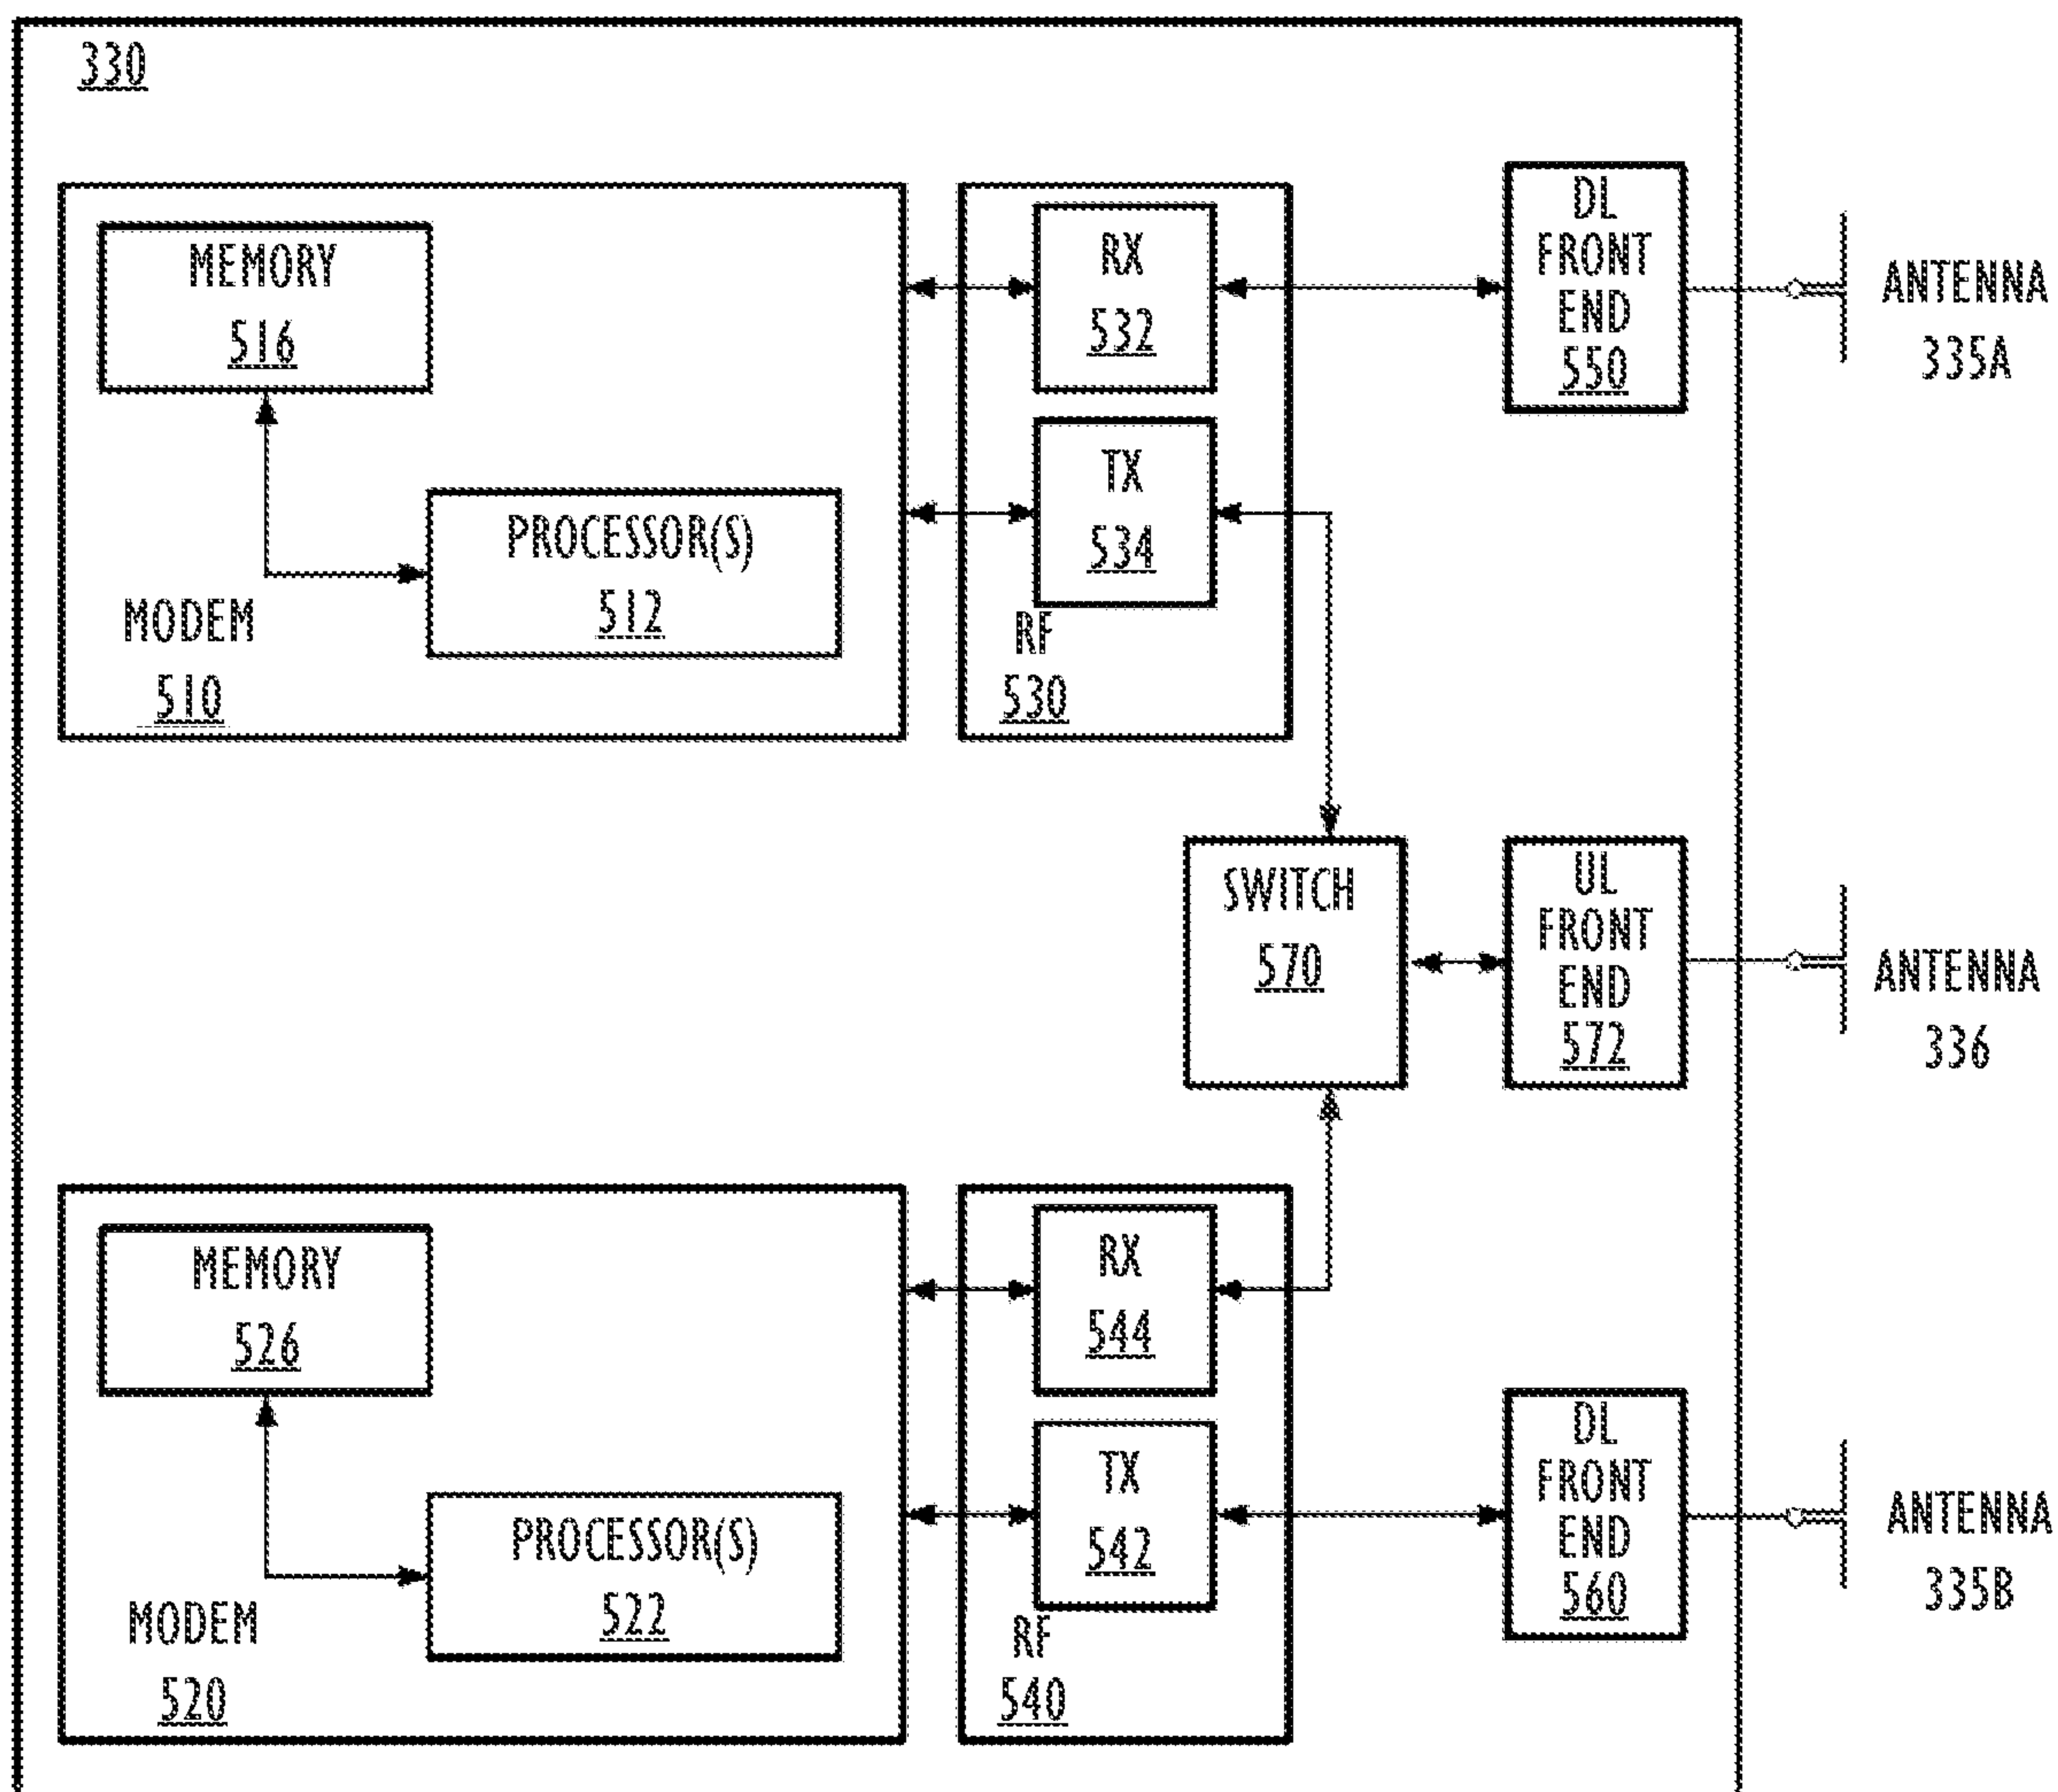 330
MEMORY
516
PROCESSOR(S)
512
MODEM
510
RX
532
TX
534
RF
530
DL
FRONT
END
550
ANTENNA
335A
SWITCH
570
UL
FRONT
END
572
ANTENNA
336
MEMORY
526
PROCESSOR(S)
522
MODEM
520
RX
544
TX
542
RF
540
DL
FRONT
END
560
ANTENNA
335B